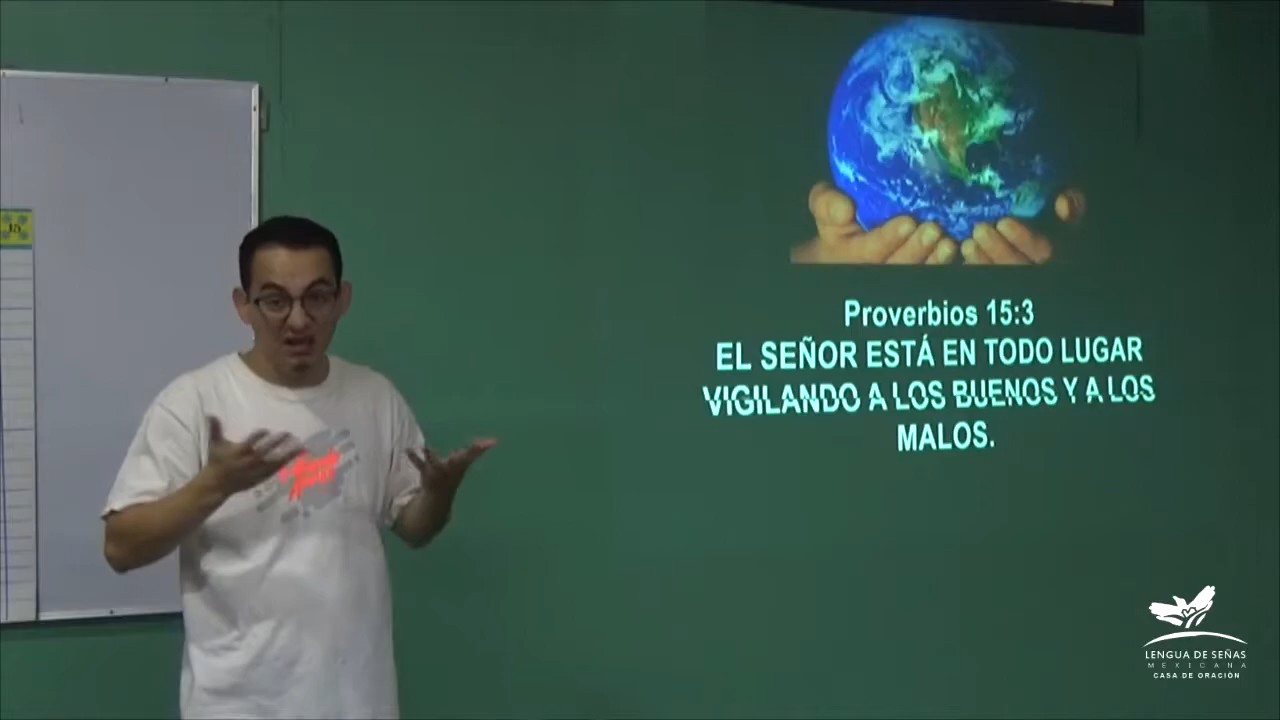 15
Proverbios 15:3
EL SEÑOR ESTÁ EN TODO LUGAR
VIGILANDO A LOS BUENOS Y A LOS
MALOS.
LENGUA DE SEÑAS
MEXICANA
CASA DE ORACIÓN